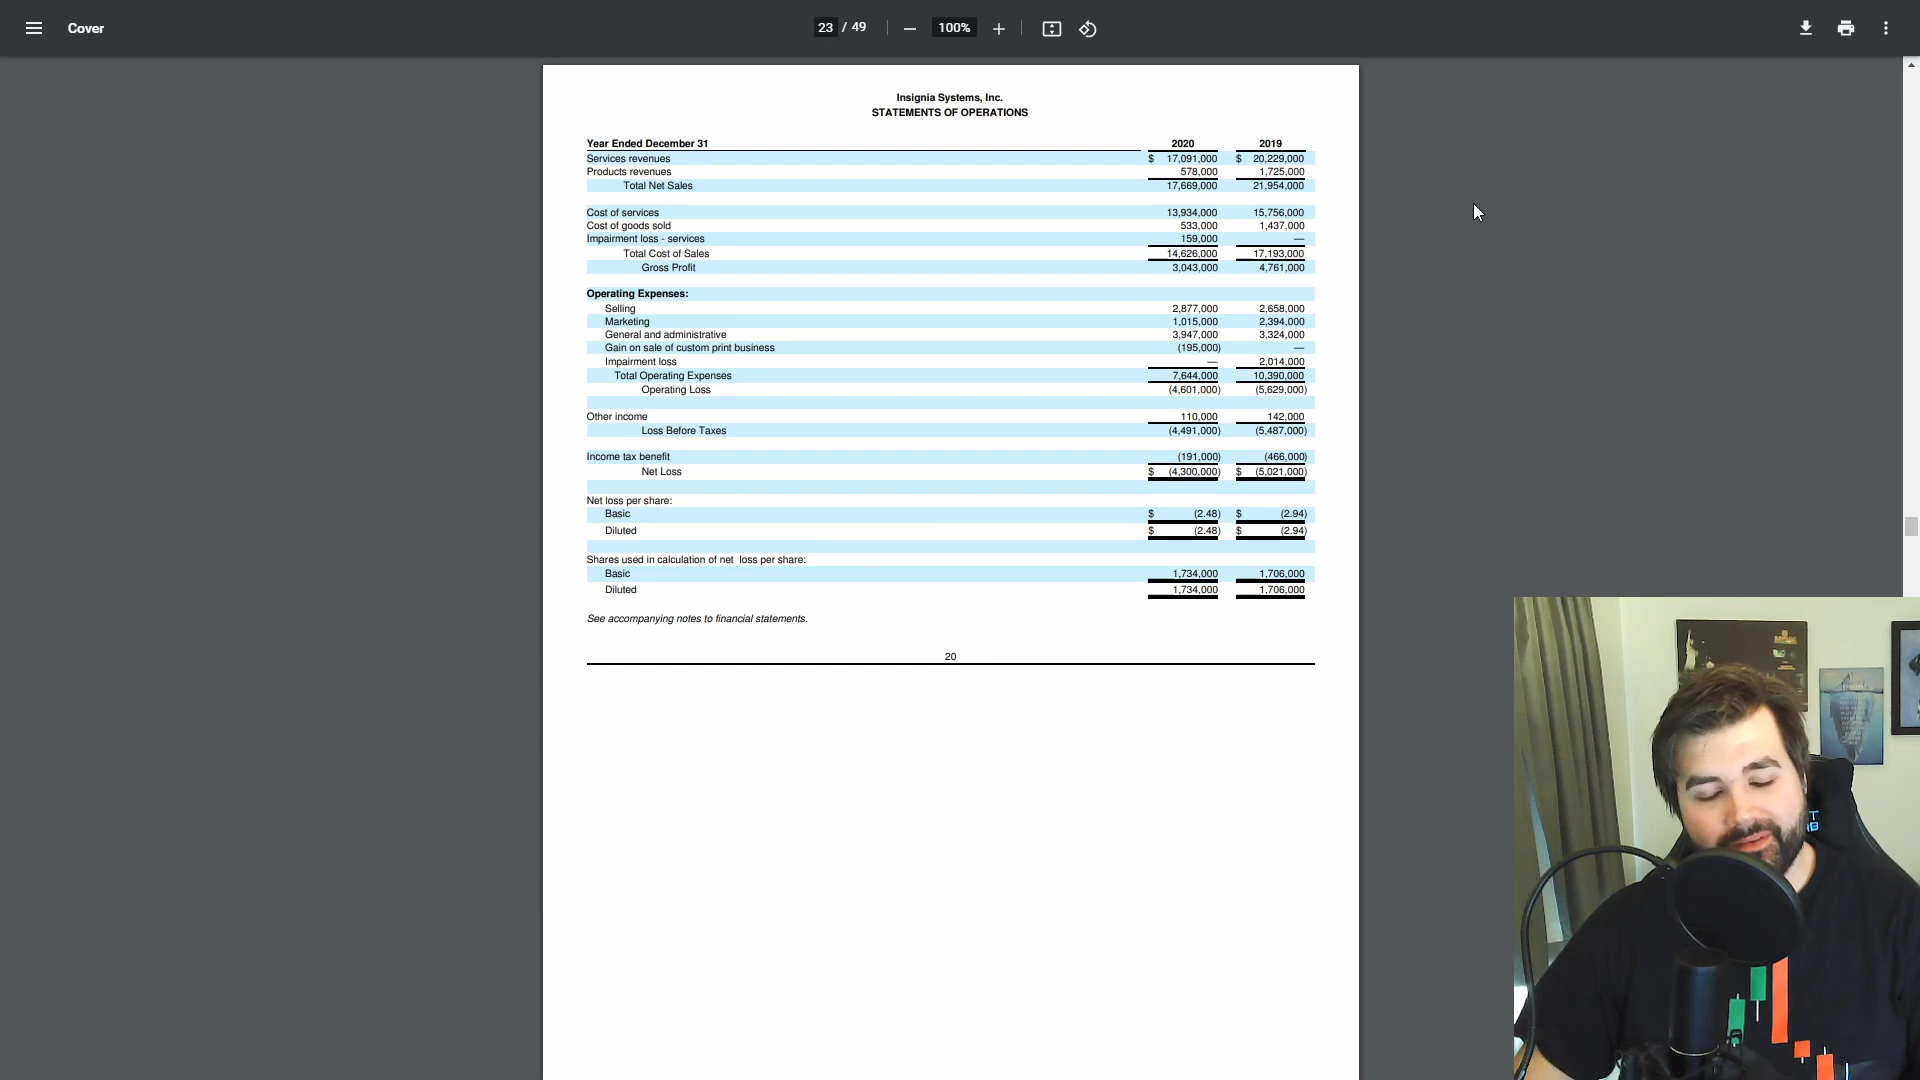 Cover
23 / 49
100%
Insignia Systems, Inc.
STATEMENTS OF OPERATIONS
Year Ended December 31 2020 2019
Services revenues $ 17,091,000 $ 20,229,000
Products revenues 578,000 1,725,000
Total Net Sales 17,669,000 21,954,000
Cost of services 13,934,000 15,756,000
Cost of goods sold 533,000 1,437,000
Impairment loss - services 159,000 —
Total Cost of Sales 14,626,000 17,193,000
Gross Profit 3,043,000 4,761,000
Operating Expenses:
Selling 2,877,000 2,658,000
Marketing 1,015,000 2,394,000
General and administrative 3,947,000 3,324,000
Gain on sale of custom print business (195,000) —
Impairment loss — 2,014,000
Total Operating Expenses 7,644,000 10,390,000
Operating Loss (4,601,000) (5,629,000)
Other income 110,000 142,000
Loss Before Taxes (4,491,000) (5,487,000)
Income tax benefit (191,000) (466,000)
Net Loss $ (4,300,000) $ (5,021,000)
Net loss per share:
Basic $ (2.48) $ (2.94)
Diluted $ (2.48) $ (2.94)
Shares used in calculation of net loss per share:
Basic 1,734,000 1,706,000
Diluted 1,734,000 1,706,000
See accompanying notes to financial statements.
20